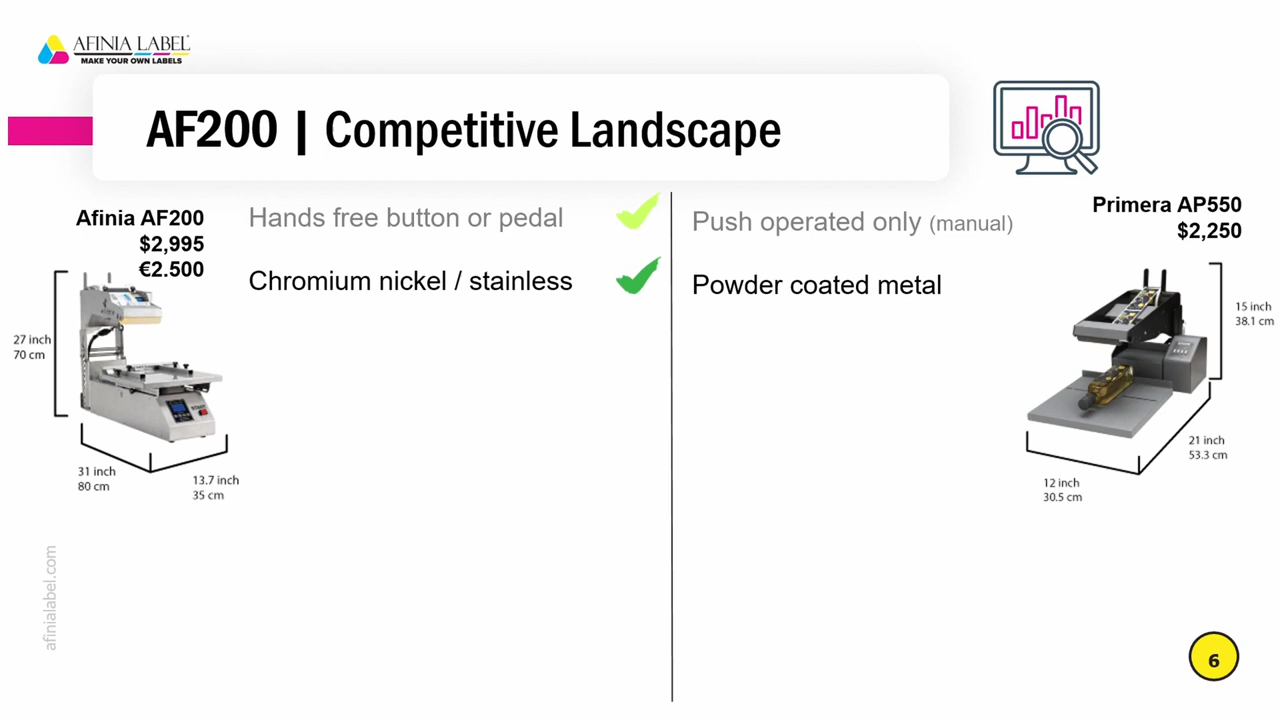 AFINIA LABEL
MAKE YOUR OWN LABELS
AF200 | Competitive Landscape
Afinia AF200
$2,995
€2.500
Hands free button or pedal
Chromium nickel / stainless
27 inch
70 cm
31 inch
80 cm
13.7 inch
35 cm
Push operated only (manual)
Powder coated metal
Primera AP550
$2,250
15 inch
38.1 cm
21 inch
53.3 cm
12 inch
30.5 cm
afinialabel.com
6